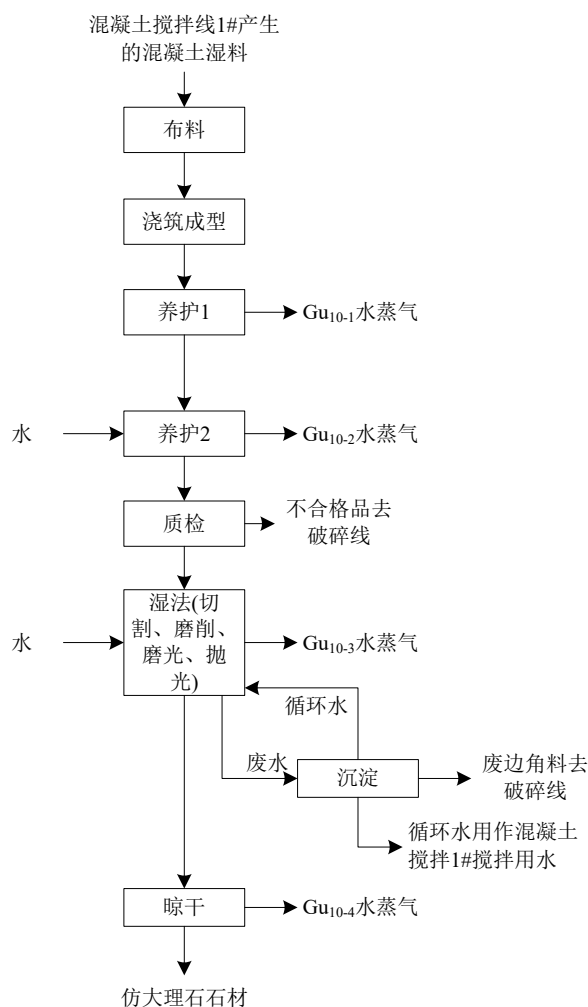 混凝土搅拌线1#产生
的混凝土湿料
布料
浇筑成型
养护1
Gu10-1水蒸气
水
养护2
Gu10-2水蒸气
质检
不合格品去
破碎线
水
湿法(切
割、磨削、
磨光、抛
光)
Gu10-3水蒸气
循环水
废水
沉淀
废边角料去
破碎线
循环水用作混凝土
搅拌1#搅拌用水
晾干
Gu10-4水蒸气
仿大理石石材